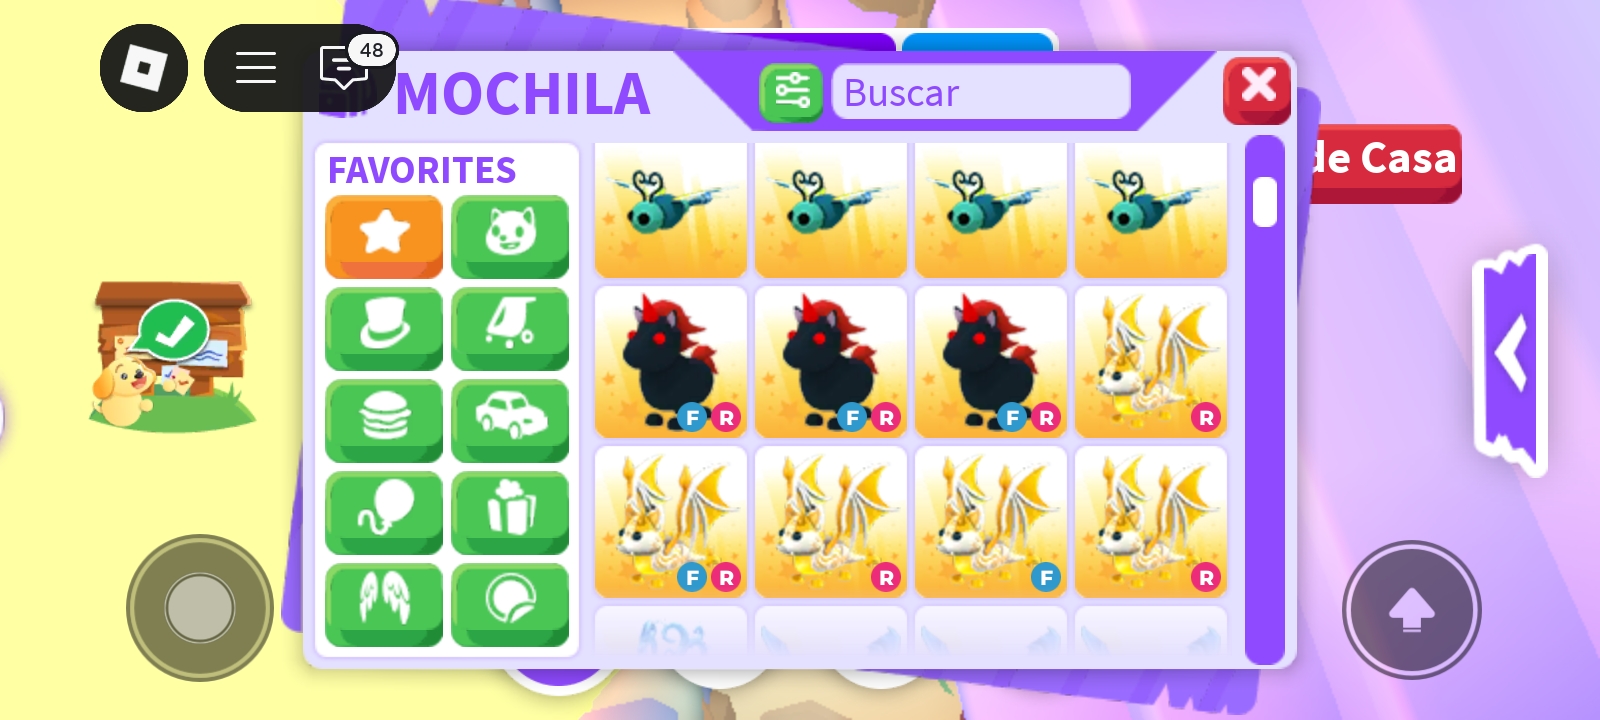 48
MOCHILA
Buscar
FAVORITES
de Casa
F R
F R
F R
R
F R
R
F
R